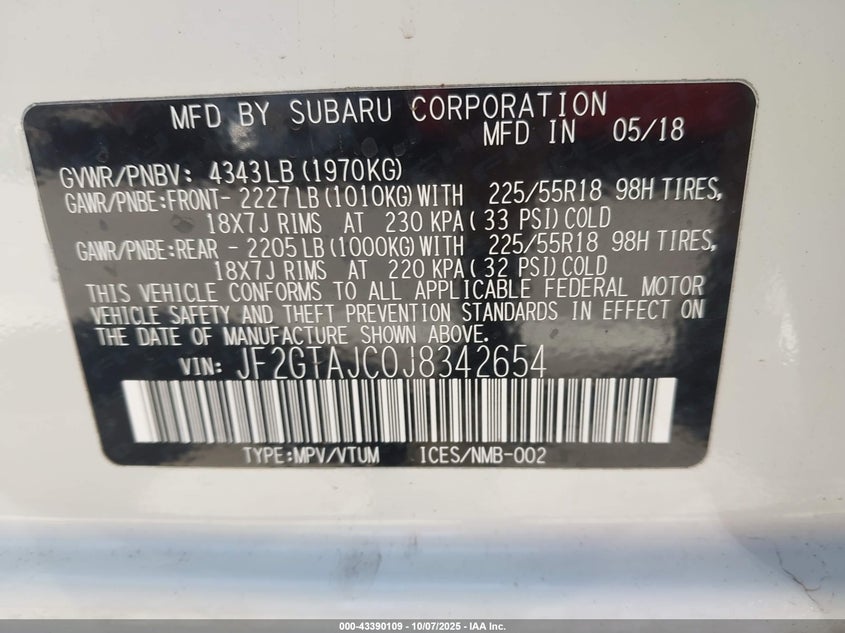 MFD BY SUBARU CORPORATION
MFD IN 05/18
GVWR/PNBV: 4343LB (1970KG)
GAWR/PNBE:FRONT- 2227LB (1010KG) WITH 225/55R18 98H TIRES,
18X7J RIMS AT 230 KPA( 33 PSI) COLD
GAWR/PNBE:REAR - 2205LB (1000KG) WITH 225/55R18 98H TIRES,
18X7J RIMS AT 220 KPA( 32 PSI) COLD
THIS VEHICLE CONFORMS TO ALL APPLICABLE FEDERAL MOTOR
VEHICLE SAFETY AND THEFT PREVENTION STANDARDS IN EFFECT ON
THE DATE OF MANUFACTURE SHOWN ABOVE.
VIN: JF2GTAJC0J8342654
TYPE:MPV/VTUM ICES/NMB-002
000-43390109 - 10/07/2025 - IAA Inc.